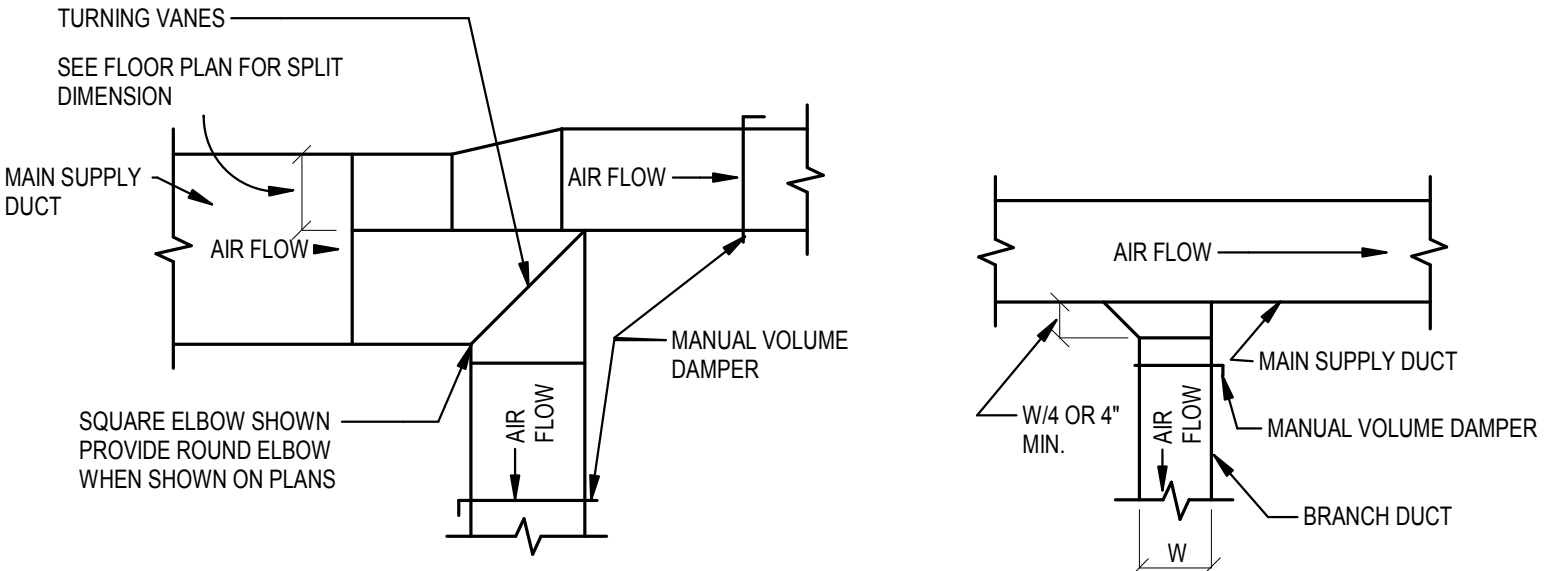 TURNING VANES
SEE FLOOR PLAN FOR SPLIT
DIMENSION
MAIN SUPPLY
DUCT
AIR FLOW
AIR FLOW
MANUAL VOLUME
DAMPER
SQUARE ELBOW SHOWN
PROVIDE ROUND ELBOW
WHEN SHOWN ON PLANS
AIR
FLOW
AIR FLOW
MAIN SUPPLY DUCT
W/4 OR 4"
MIN.
AIR
FLOW
MANUAL VOLUME DAMPER
BRANCH DUCT
W